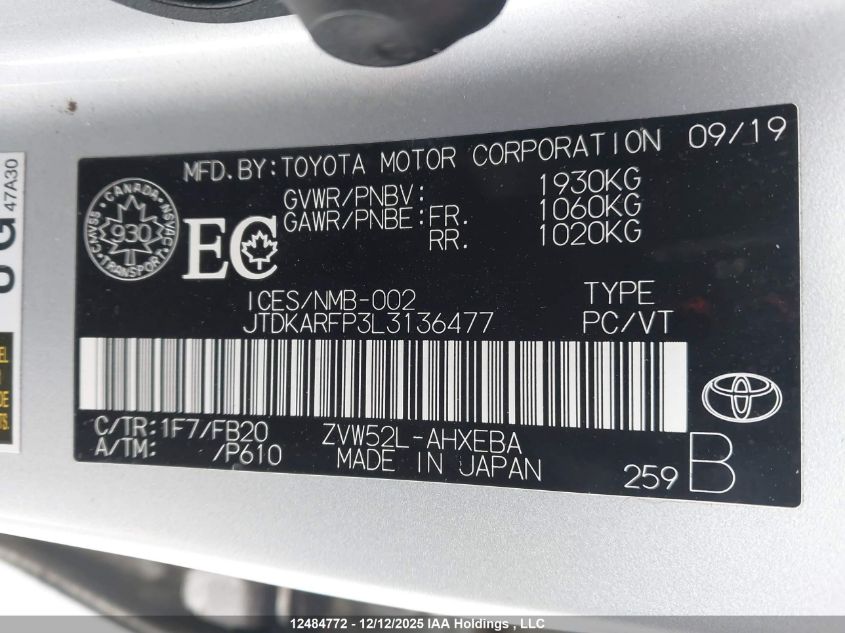 MFD.BY:TOYOTA MOTOR CORPORATION 09/19
GVWR/PNBV: 1930KG
GAWR/PNBE:FR. 1060KG
RR. 1020KG
CANADA
CMVSS 930 NSVAC
TRANSPORT
EC
ICES/NMB-002 TYPE
JTDKARFP3L3136477 PC/VT
C/TR:1F7/FB20 ZVW52L-AHXEBA
A/TM: /P610 MADE IN JAPAN
259 B
47A30
12484772 - 12/12/2025 IAA Holdings , LLC